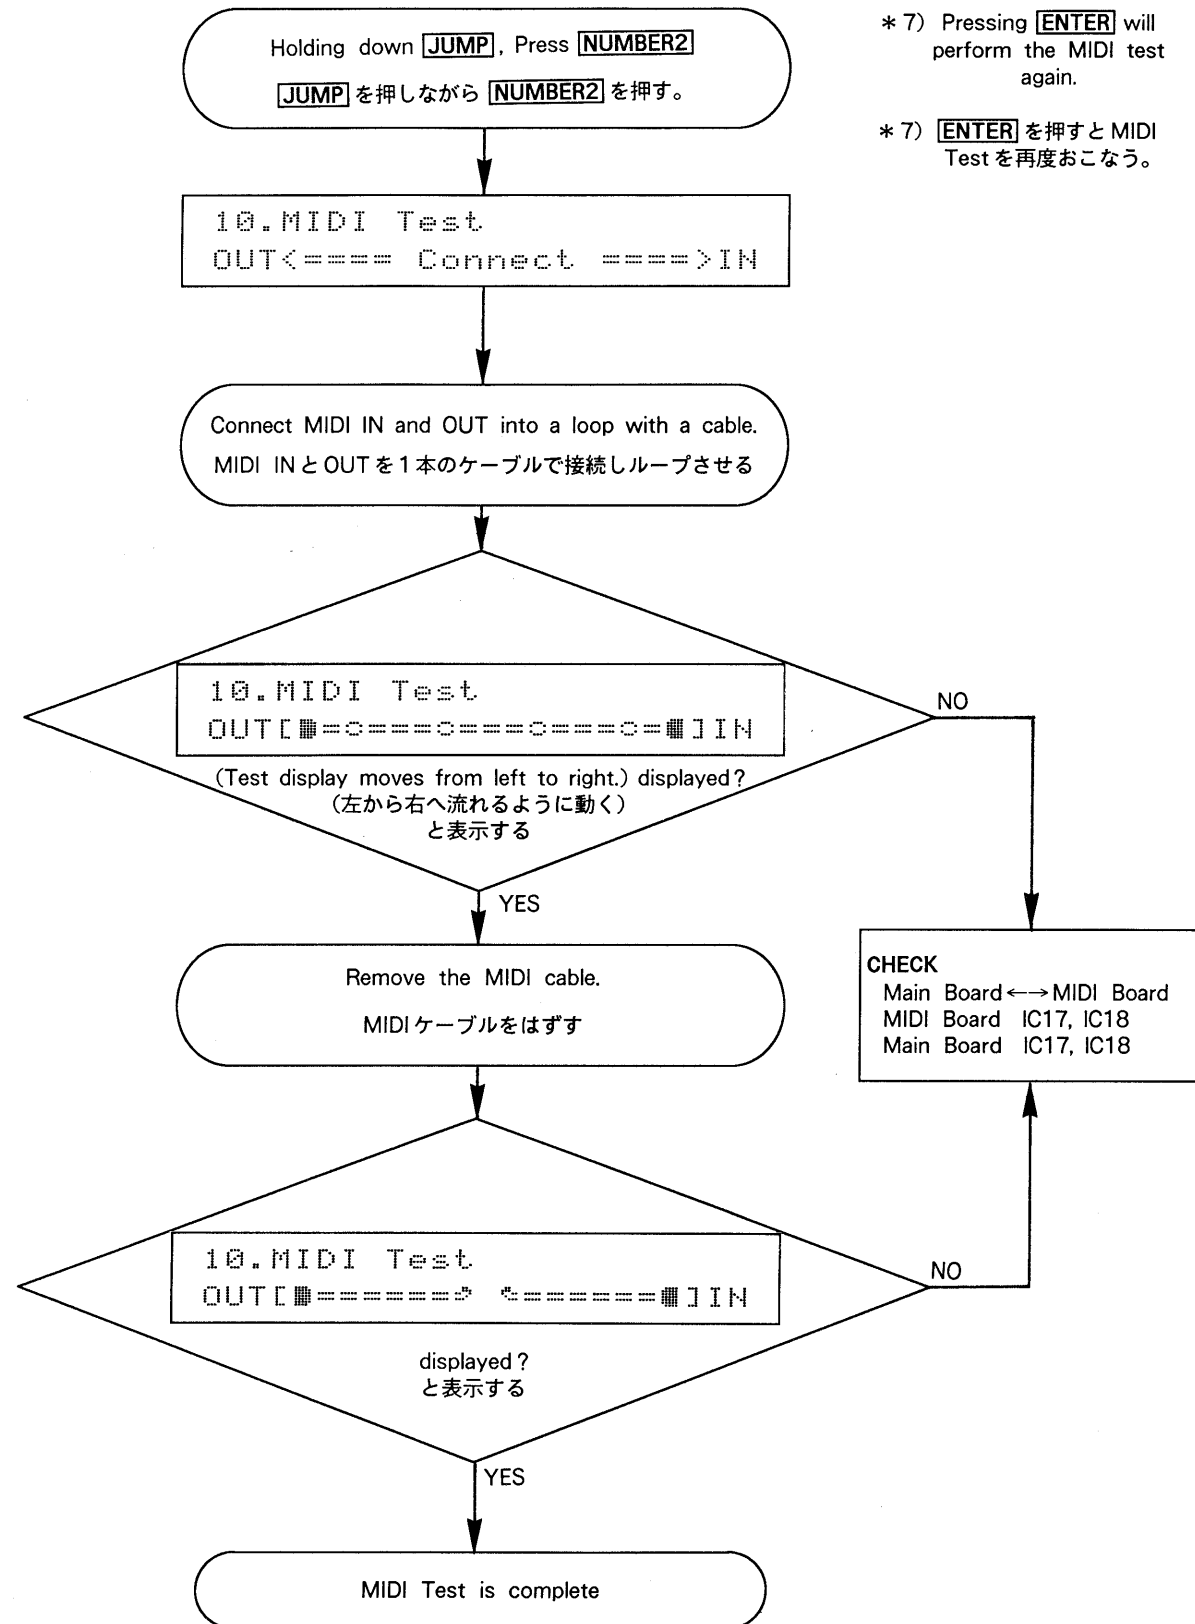 Holding down JUMP, Press NUMBER2
JUMP を押しながら NUMBER2 を押す。
＊7) Pressing ENTER will
perform the MIDI test
again.
＊7) ENTER を押すと MIDI
Test を再度おこなう。
10.MIDI Test
OUT<==== Connect ====>IN
Connect MIDI IN and OUT into a loop with a cable.
MIDI INとOUTを1本のケーブルで接続しループさせる
10.MIDI Test
OUT[█=○===○===○===○=█]IN
NO
(Test display moves from left to right.) displayed?
(左から右へ流れるように動く)
と表示する
YES
Remove the MIDI cable.
MIDIケーブルをはずす
CHECK
Main Board←→MIDI Board
MIDI Board IC17, IC18
Main Board IC17, IC18
10.MIDI Test
OUT[█====== ======█]IN
NO
displayed?
と表示する
YES
MIDI Test is complete